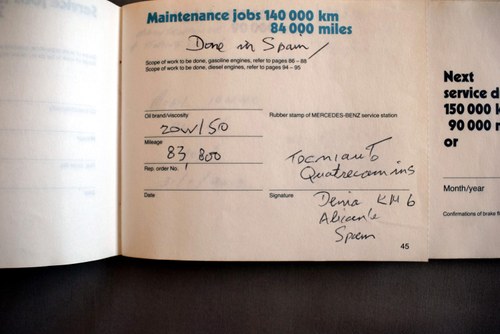 Maintenance jobs 140 000 km
84 000 miles
Done in Spain
Scope of work to be done, gasoline engines, refer to pages 86 – 88
Scope of work to be done, diesel engines, refer to pages 94 – 95
Oil brand/viscosity
20W/50
Mileage
83 800
Rep. order No.
Date
Rubber stamp of MERCEDES-BENZ service station
Quatrecamins
Signature
Denia KM 6
Alicante
Spain
45
Next
service d
150 000 k
90 000
or
Month/year
Confirmations of brake f